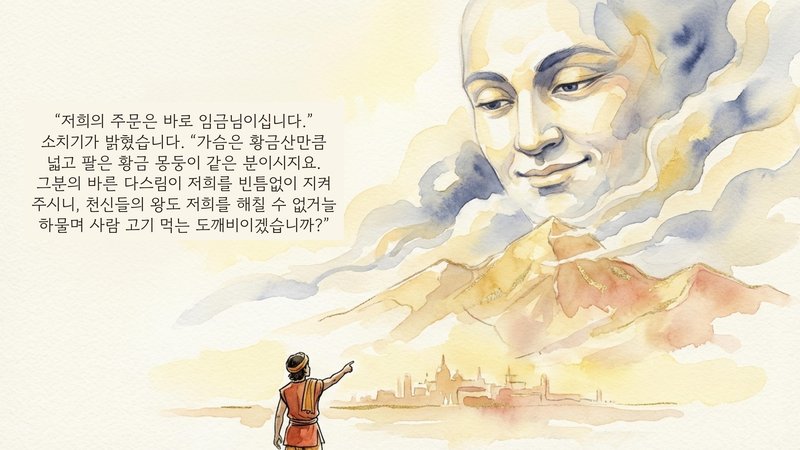 “저희의 주문은 바로 임금님이십니다.”
소치기가 밝혔습니다. “가슴은 황금산만큼
넓고 팔은 황금 몽둥이 같은 분이시지요.
그분의 바른 다스림이 저희를 빈틈없이 지켜
주시니, 천신들의 왕도 저희를 해칠 수 없거늘
하물며 사람 고기 먹는 도깨비이겠습니까?”